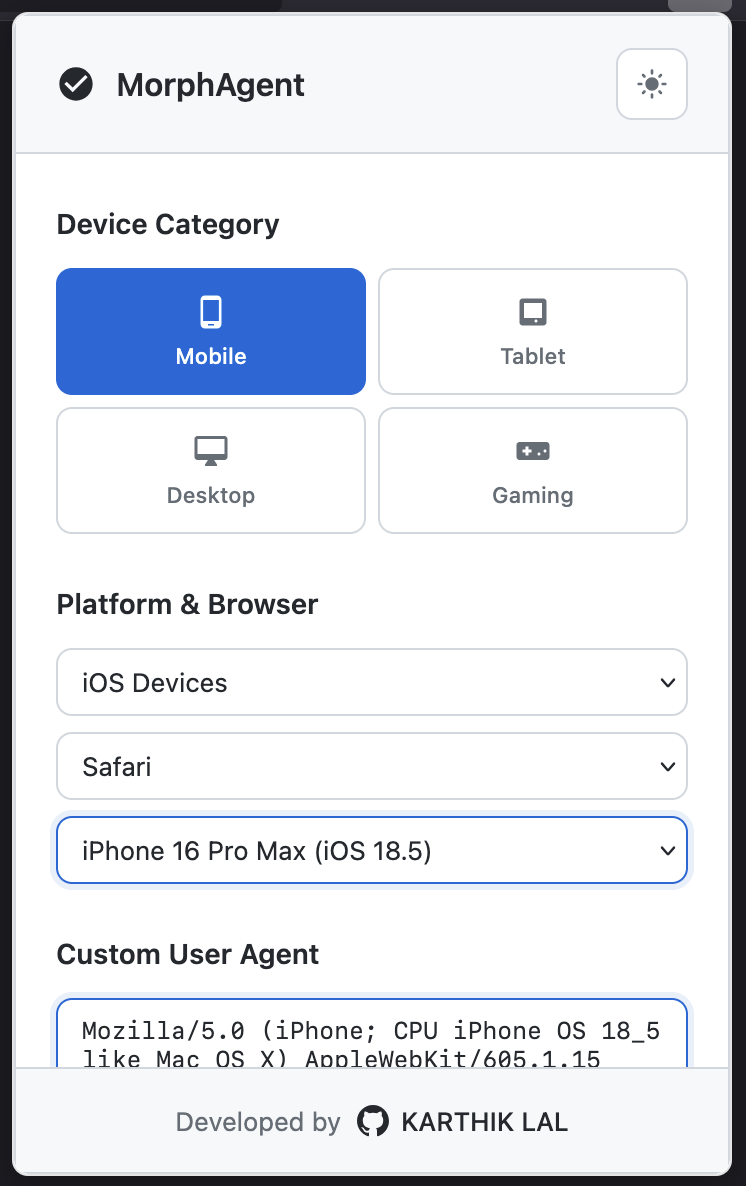 MorphAgent
Device Category
Mobile
Tablet
Desktop
Gaming
Platform & Browser
iOS Devices
Safari
iPhone 16 Pro Max (iOS 18.5)
Custom User Agent
Mozilla/5.0 (iPhone; CPU iPhone OS 18_5
like Mac OS X) AppleWebKit/605.1.15
Developed by KARTHIK LAL